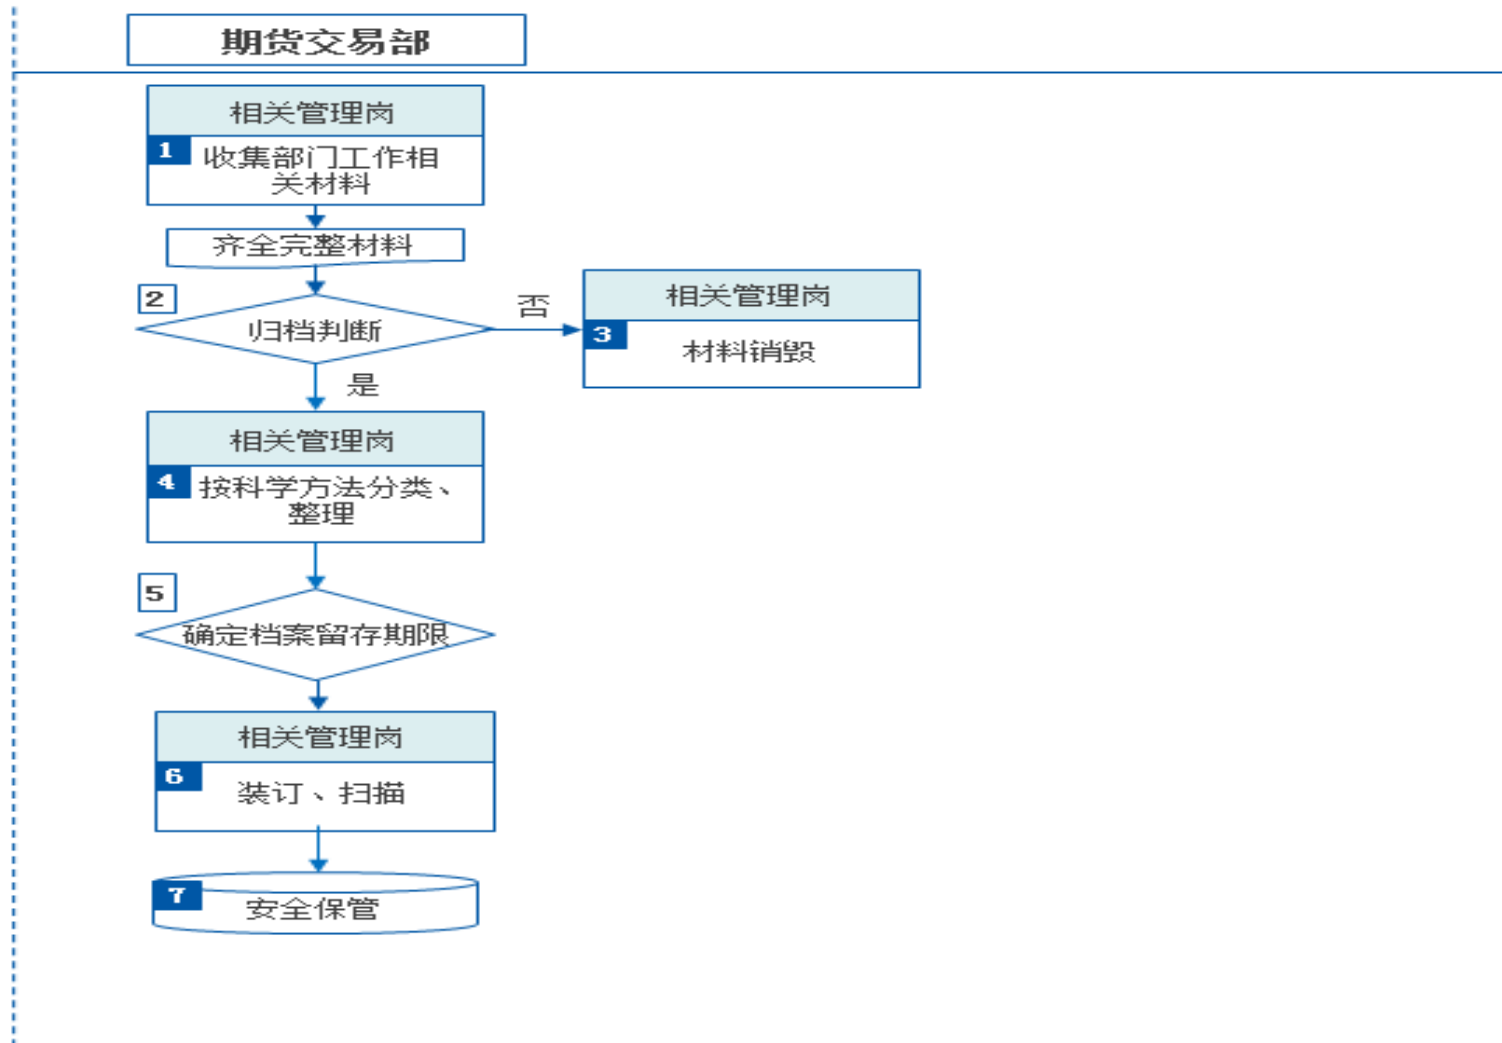 期货交易部
相关管理岗
1
收集部门工作相
关材料
齐全完整材料
2
归档判断
否
相关管理岗
3
材料销毁
是
相关管理岗
4
按科学方法分类、
整理
5
确定档案留存期限
相关管理岗
6
装订、扫描
7
安全保管